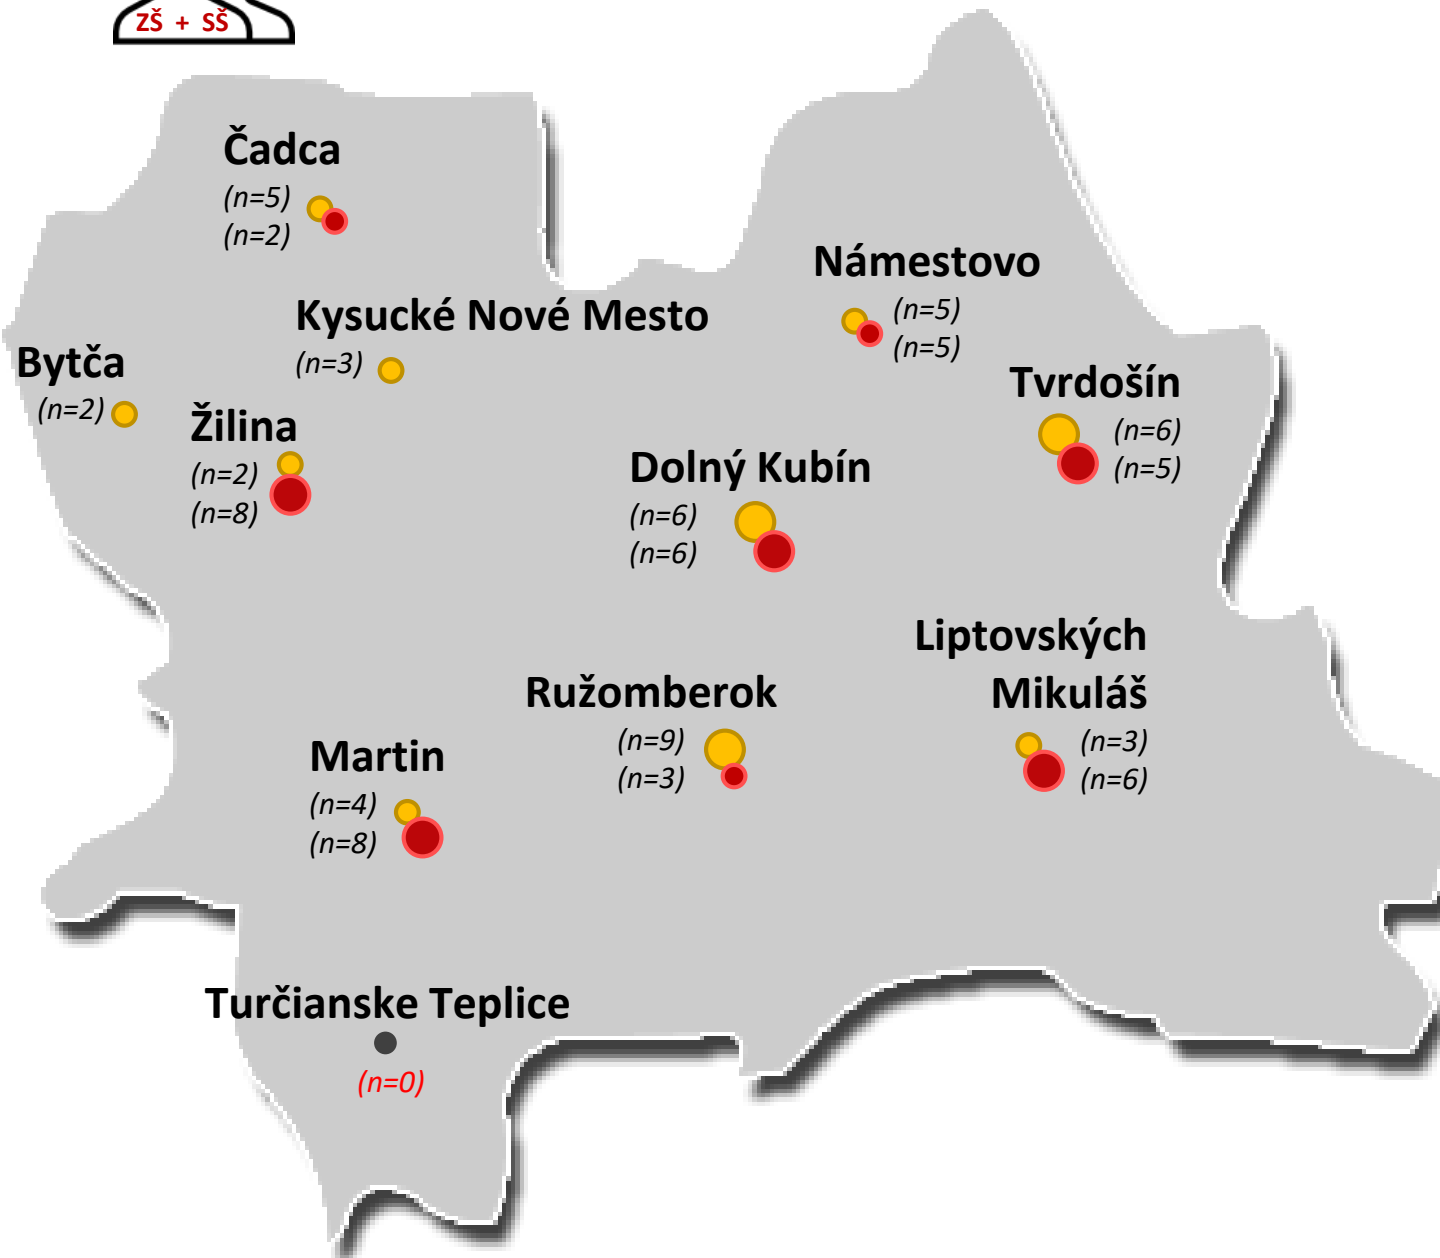 ZŠ + SŠ
Čadca
(n=5)
(n=2)
Námestovo
(n=5)
(n=5)
Kysucké Nové Mesto
(n=3)
Bytča
(n=2)
Tvrdošín
(n=6)
(n=5)
Žilina
(n=2)
(n=8)
Dolný Kubín
(n=6)
(n=6)
Liptovských
Mikuláš
(n=3)
(n=6)
Ružomberok
(n=9)
(n=3)
Martin
(n=4)
(n=8)
Turčianske Teplice
(n=0)